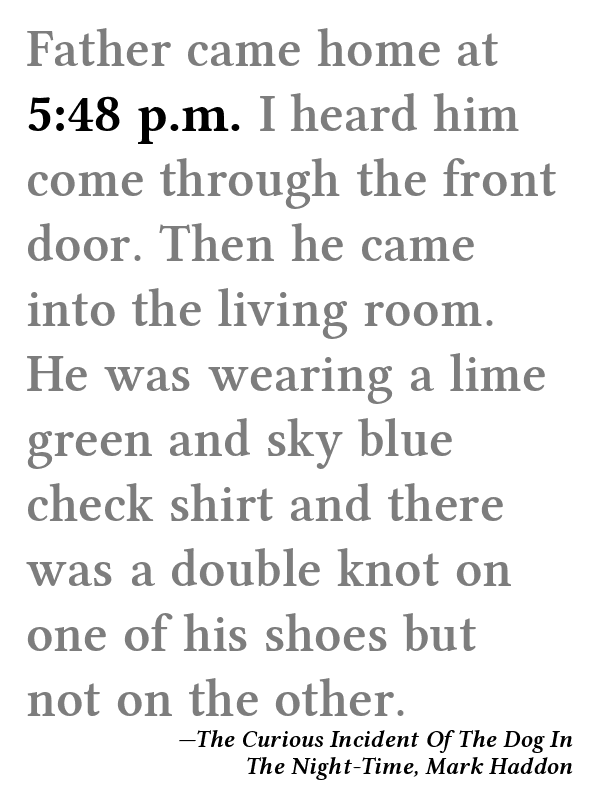 Father came home at
5:48 p.m. I heard him
come through the front
door. Then he came
into the living room.
He was wearing a lime
green and sky blue
check shirt and there
was a double knot on
one of his shoes but
not on the other.
—The Curious Incident Of The Dog In
The Night-Time, Mark Haddon